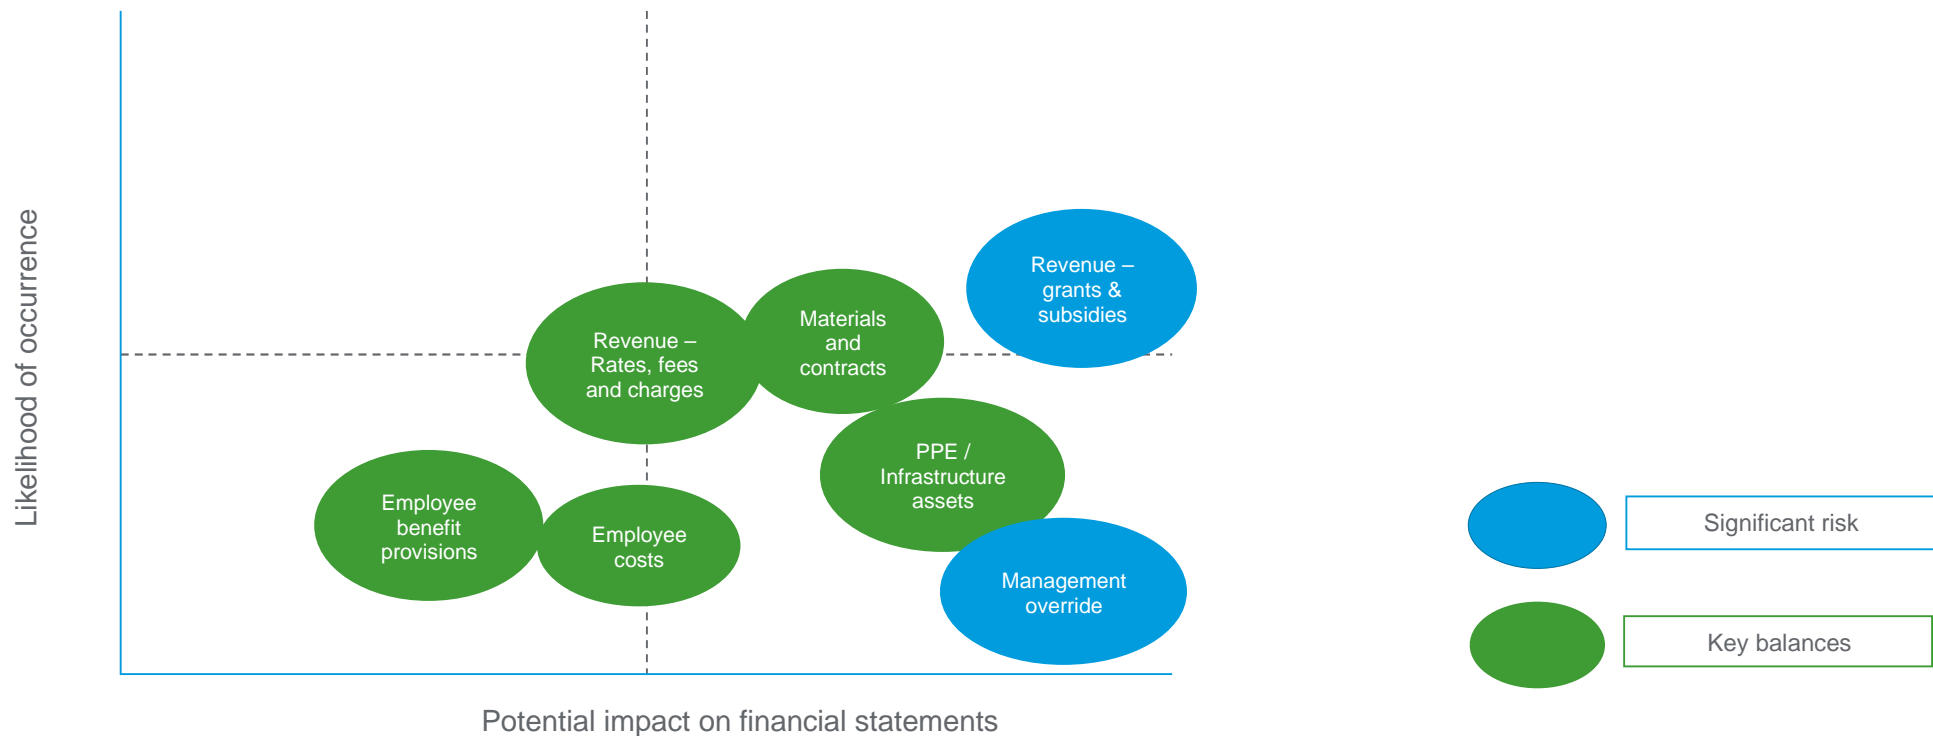 Likelihood of occurrence
Revenue –
grants &
subsidies
Materials
and
contracts
Revenue –
Rates, fees
and charges
PPE /
Infrastructure
assets
Employee
benefit
provisions
Employee
costs
Management
override
Significant risk
Key balances
Potential impact on financial statements